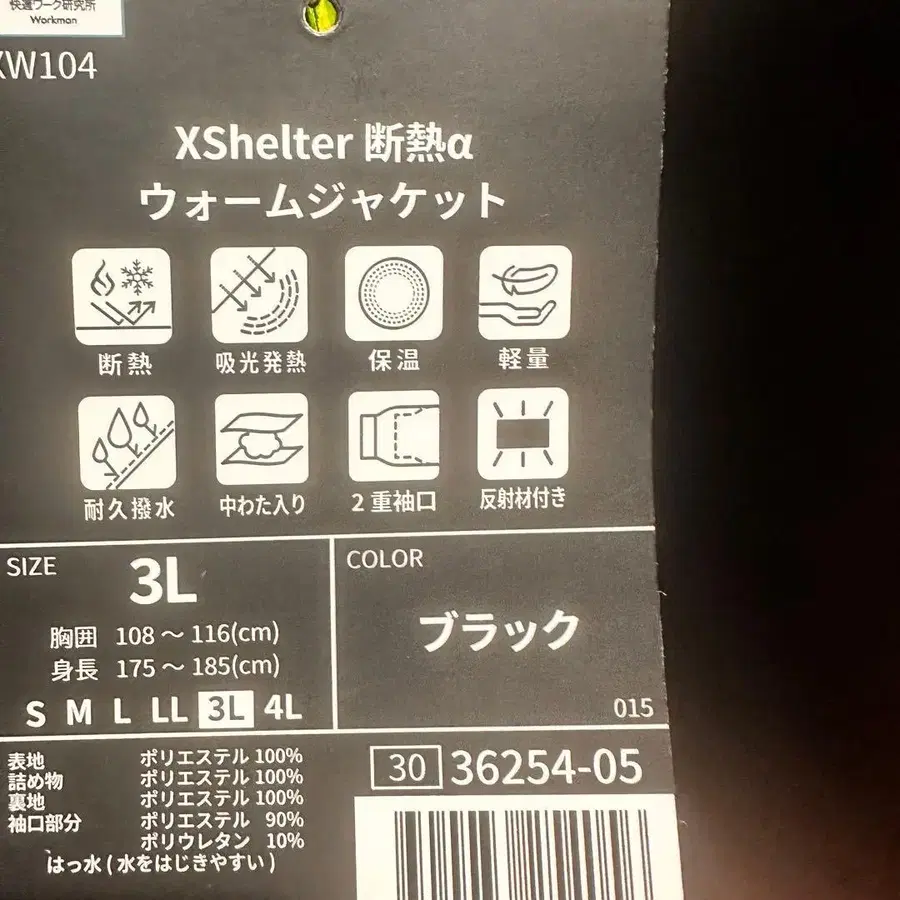 快適ワーク研究所
Workman
XW104
XShelter 断熱α
ウォームジャケット
断熱
吸光発熱
保温
軽量
耐久撥水
中わた入り
2重袖口
反射材付き
SIZE
3L
胸囲 108～116(cm)
身長 175～185(cm)
S M L LL 3L 4L
COLOR
ブラック
015
表地 ポリエステル 100%
詰め物 ポリエステル 100%
裏地 ポリエステル 100%
袖口部分 ポリエステル 90%
ポリウレタン 10%
はっ水(水をはじきやすい)
30 36254-05